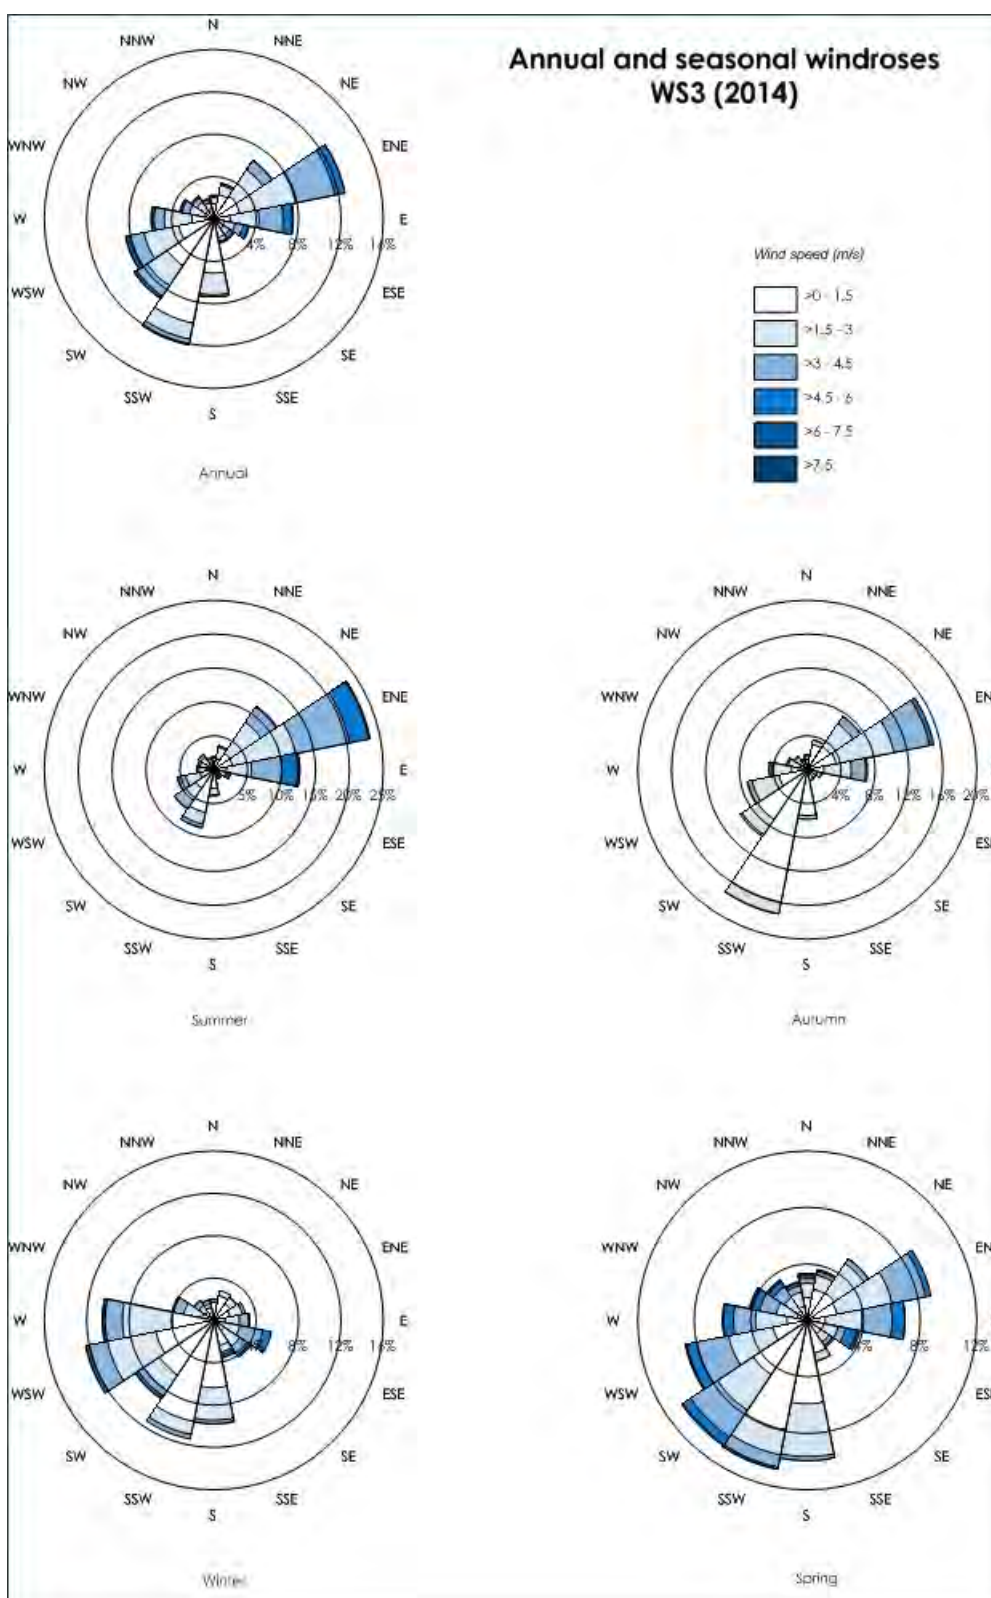 N
NNW NNE
Annual and seasonal windroses
WS3 (2014)
NW NE
WNW ENE
Wind speed (m/s)
W E
4% 8% 12% 16%
>0 - 1.5
>1.5 - 3
>3 - 4.5
>4.5 - 6
>6 - 7.5
>7.5
WSW ESE
SW SE
SSW SSE
S
Annual
N
NNW NNE
NW NE
WNW ENE
W E
5% 10% 15% 20% 25%
WSW ESE
SW SE
SSW SSE
S
Summer
N
NNW NNE
NW NE
WNW ENE
W
4% 8% 12% 16% 20%
WSW ES
SW SE
SSW SSE
S
Autumn
N
NNW NNE
NW NE
WNW ENE
W E
4% 8% 12% 16%
WSW ESE
SW SE
SSW SSE
S
Winter
N
NNW NNE
NW NE
WNW EN
W
4% 8% 12%
WSW ES
SW SE
SSW SSE
S
Spring